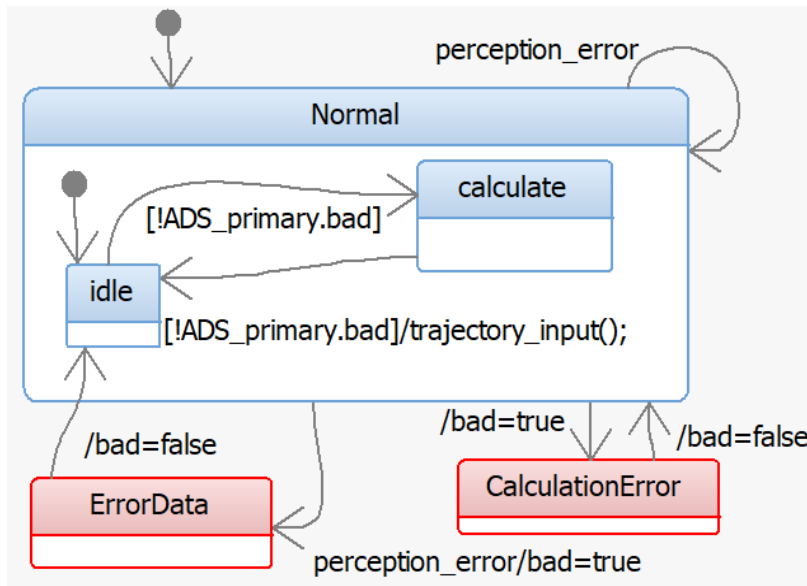 perception_error
Normal
calculate
[!ADS_primary.bad]
idle
[!ADS_primary.bad]/trajectory_input();
/bad=true
/bad=false
/bad=false
CalculationError
ErrorData
perception_error/bad=true